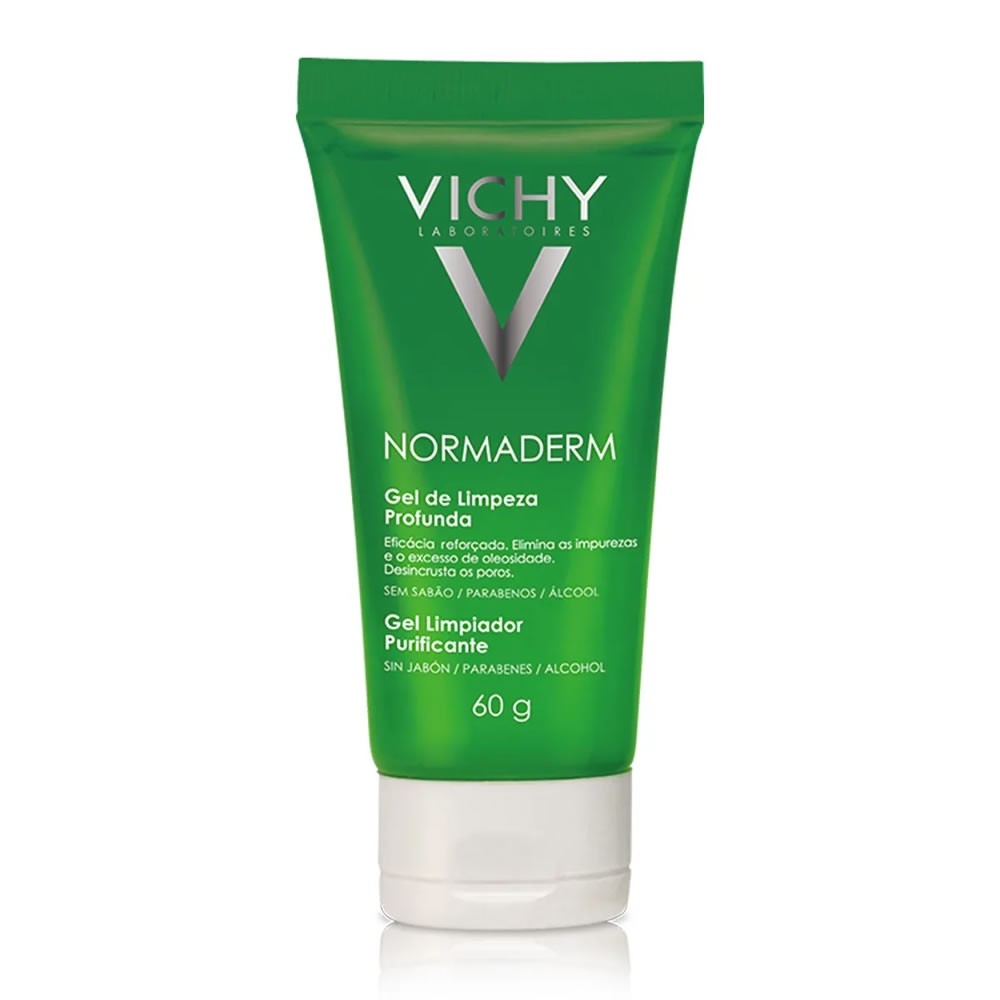 VICHY
LABORATOIRES
V
NORMADERM
Gel de Limpeza
Profunda
Eficácia reforçada. Elimina as impurezas
e o excesso de oleosidade.
Desincrusta os poros.
SEM SABÃO / PARABENOS / ÁLCOOL
Gel Limpiador
Purificante
SIN JABÓN / PARABENES / ALCOHOL
60 g